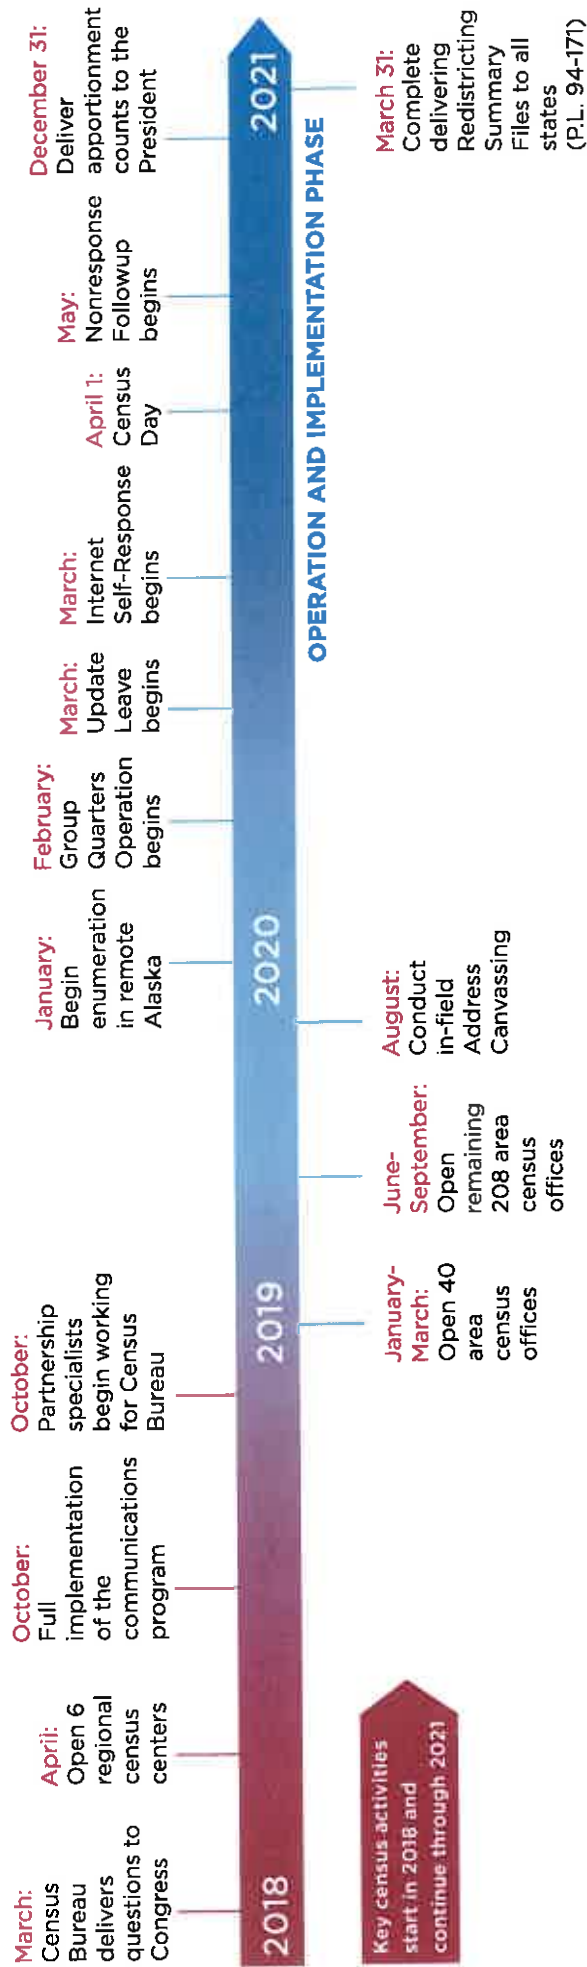 March:
Census
Bureau
delivers
questions to
Congress
April:
Open 6
regional
census
centers
October:
Full
implementation
of the
communications
program
October:
Partnership
specialists
begin working
for Census
Bureau
January:
Begin
enumeration
in remote
Alaska
February:
Group
Quarters
Operation
begins
March:
Update
Leave
begins
March:
Internet
Self-Response
begins
April 1:
Census
Day
May:
Nonresponse
Followup
begins
December 31:
Deliver
apportionment
counts to the
President
2018
2019
2020
2021
OPERATION AND IMPLEMENTATION PHASE
Key census activities
start in 2018 and
continue through 2021
January-
March:
Open 40
area
census
offices
June-
September:
Open
remaining
208 area
census
offices
August:
Conduct
in-field
Address
Canvassing
March 31:
Complete
delivering
Redistricting
Summary
Files to all
states
(P.L. 94-171)